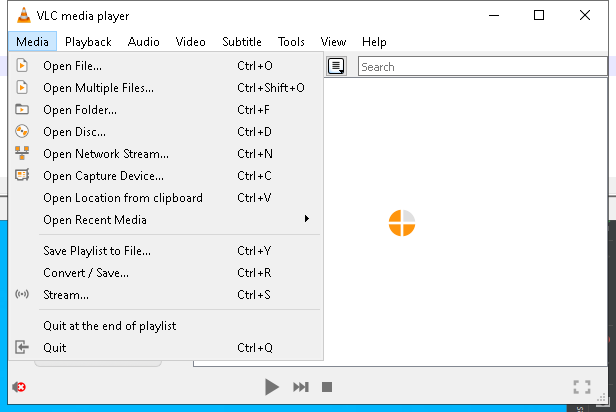 VLC media player
Media Playback Audio Video Subtitle Tools View Help
Open File... Ctrl+O
Search
Open Multiple Files... Ctrl+Shift+O
Open Folder... Ctrl+F
Open Disc... Ctrl+D
Open Network Stream... Ctrl+N
Open Capture Device... Ctrl+C
Open Location from clipboard Ctrl+V
Open Recent Media
Save Playlist to File... Ctrl+Y
Convert / Save... Ctrl+R
Stream... Ctrl+S
Quit at the end of playlist
Quit Ctrl+Q